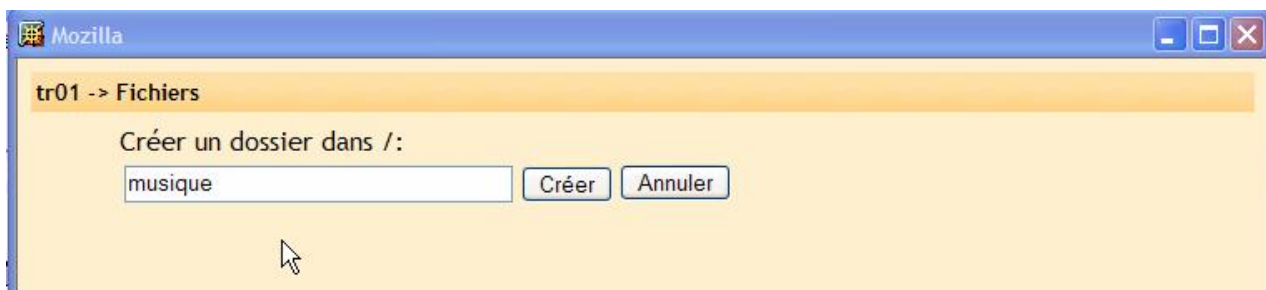 Mozilla
tr01 -> Fichiers
Créer un dossier dans /:
musique Créer Annuler